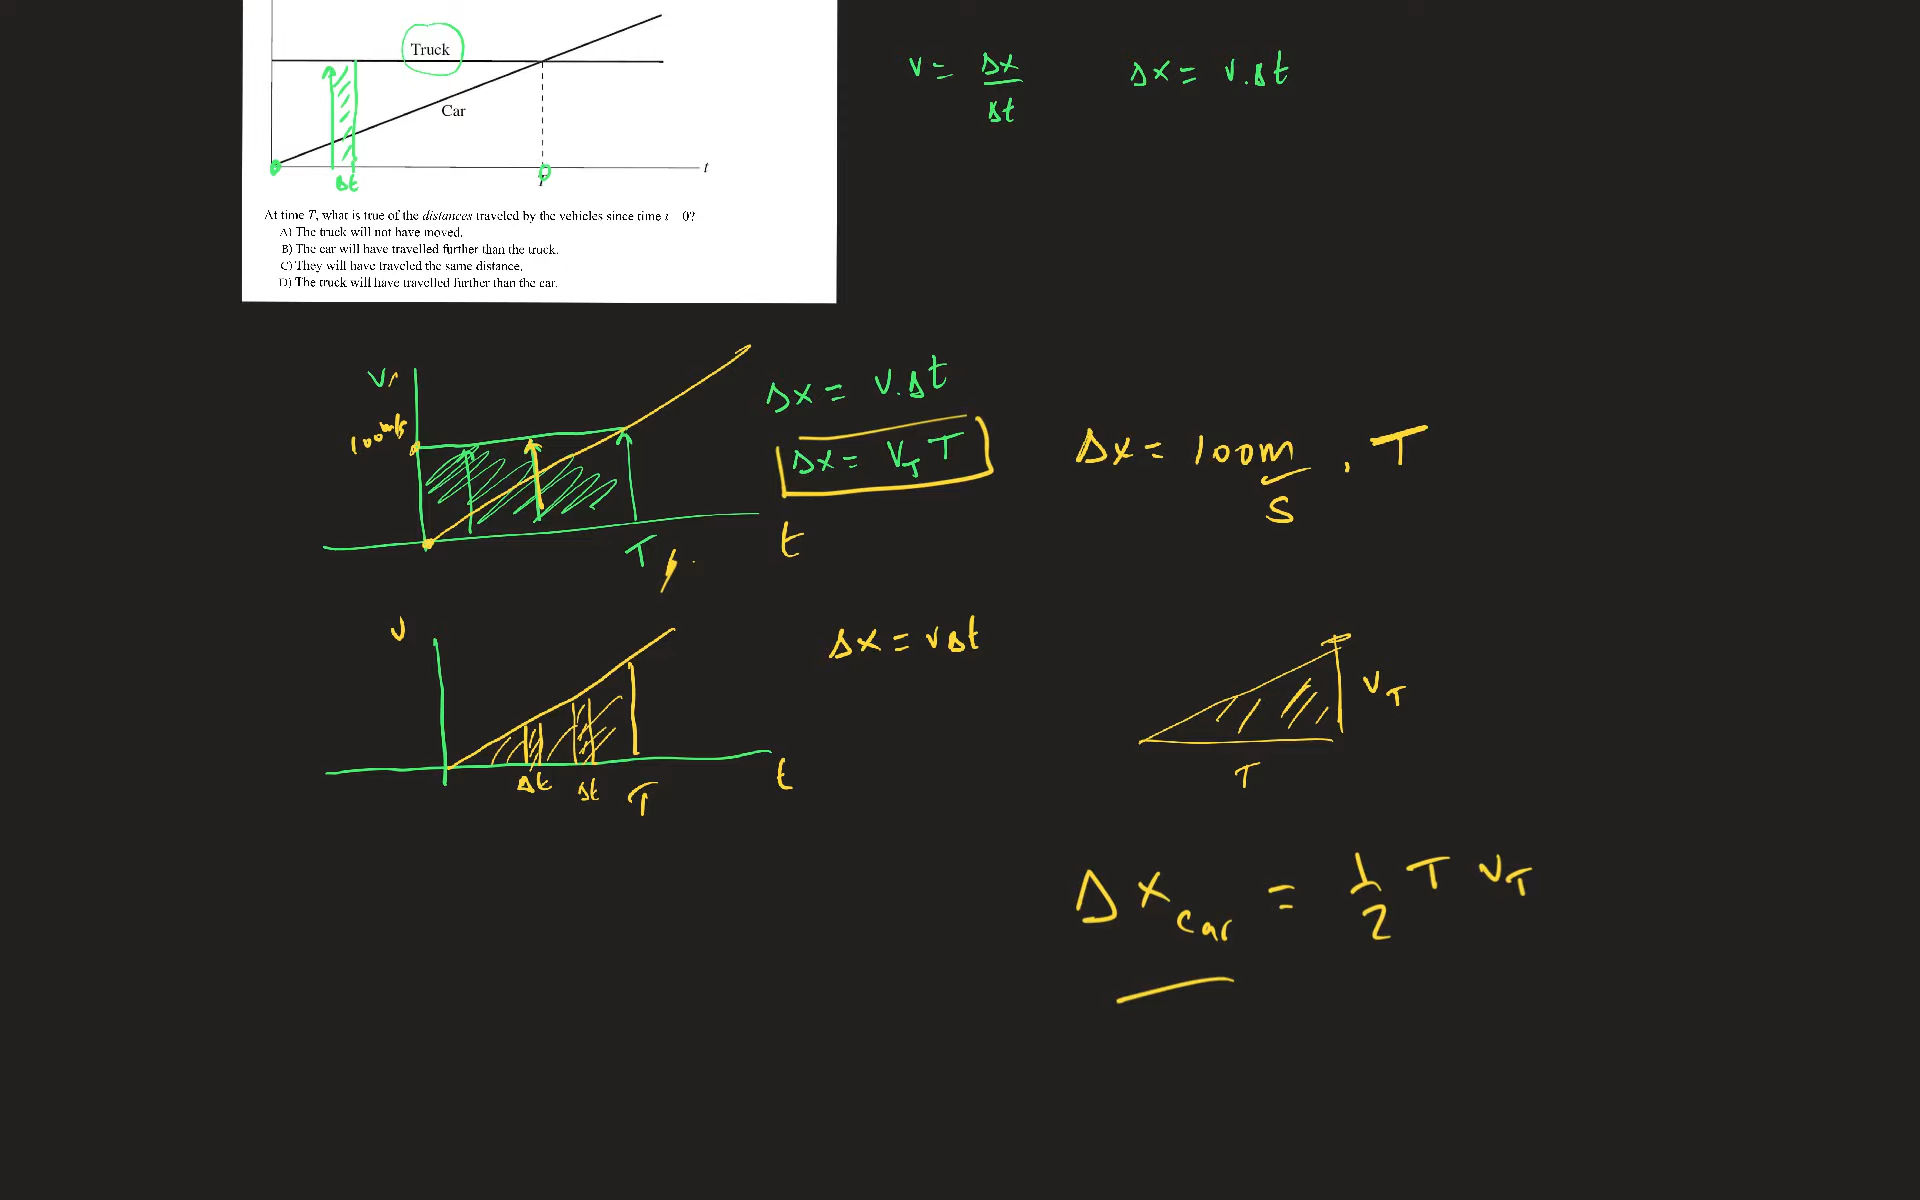 Truck
Car
t
Δt
T
At time T, what is true of the distances traveled by the vehicles since time t 0?
A) The truck will not have moved.
B) The car will have travelled further than the truck.
C) They will have traveled the same distance.
D) The truck will have travelled further than the car.
v = Δx / Δt
Δx = v.Δt
V
100 m/s
T
t
Δx = v.Δt
Δx = V_T T
Δx = 100 m/s . T
v
Δt Δt T
t
Δx = vΔt
V_T
T
Δx_car = 1/2 T V_T